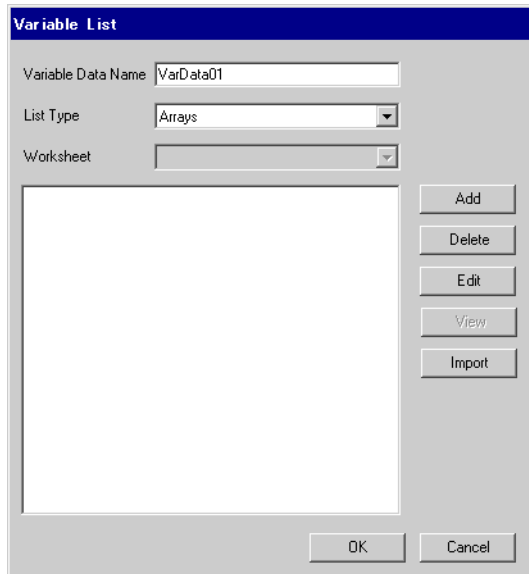 Variable List
Variable Data Name VarData01
List Type Arrays
Worksheet
Add
Delete
Edit
View
Import
OK Cancel